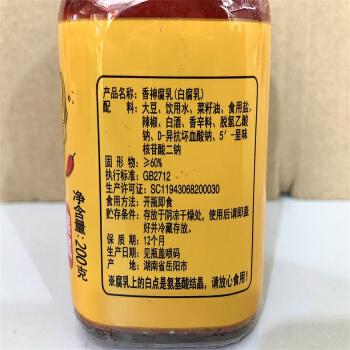 产品名称：香神腐乳(白腐乳)
配　　料：大豆、饮用水、菜籽油、食用盐、
辣椒、白酒、香辛料、脱氢乙酸
钠、D-异抗坏血酸钠、5′-呈味
核苷酸二钠
固 形 物：≥60%
执行标准：GB2712
生产许可证：SC11943068200030
食用方法：开瓶即食
贮存条件：存放于阴凉干燥处，使用后请即盖
好并冷藏存放。
保 质 期：12个月
生产日期：见瓶盖喷码
产　　地：湖南省岳阳市
※腐乳上的白点是氨基酸结晶，请放心食用！
净含量：200克